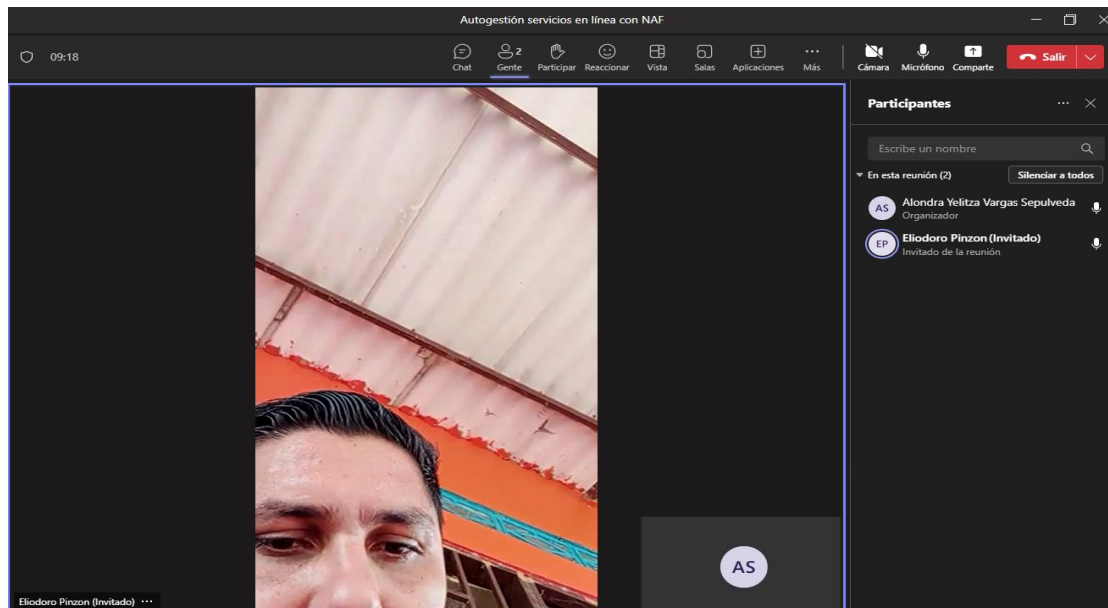 Autogestión servicios en línea con NAF
09:18
Chat
2
Gente
Participar
Reaccionar
Vista
Salas
Aplicaciones
Más
Cámara
Micrófono
Comparte
Salir
Participantes
Escribe un nombre
En esta reunión (2)
Silenciar a todos
AS
Alondra Yelitza Vargas Sepulveda
Organizador
EP
Eliodoro Pinzon (Invitado)
Invitado de la reunión
AS
Eliodoro Pinzon (Invitado)